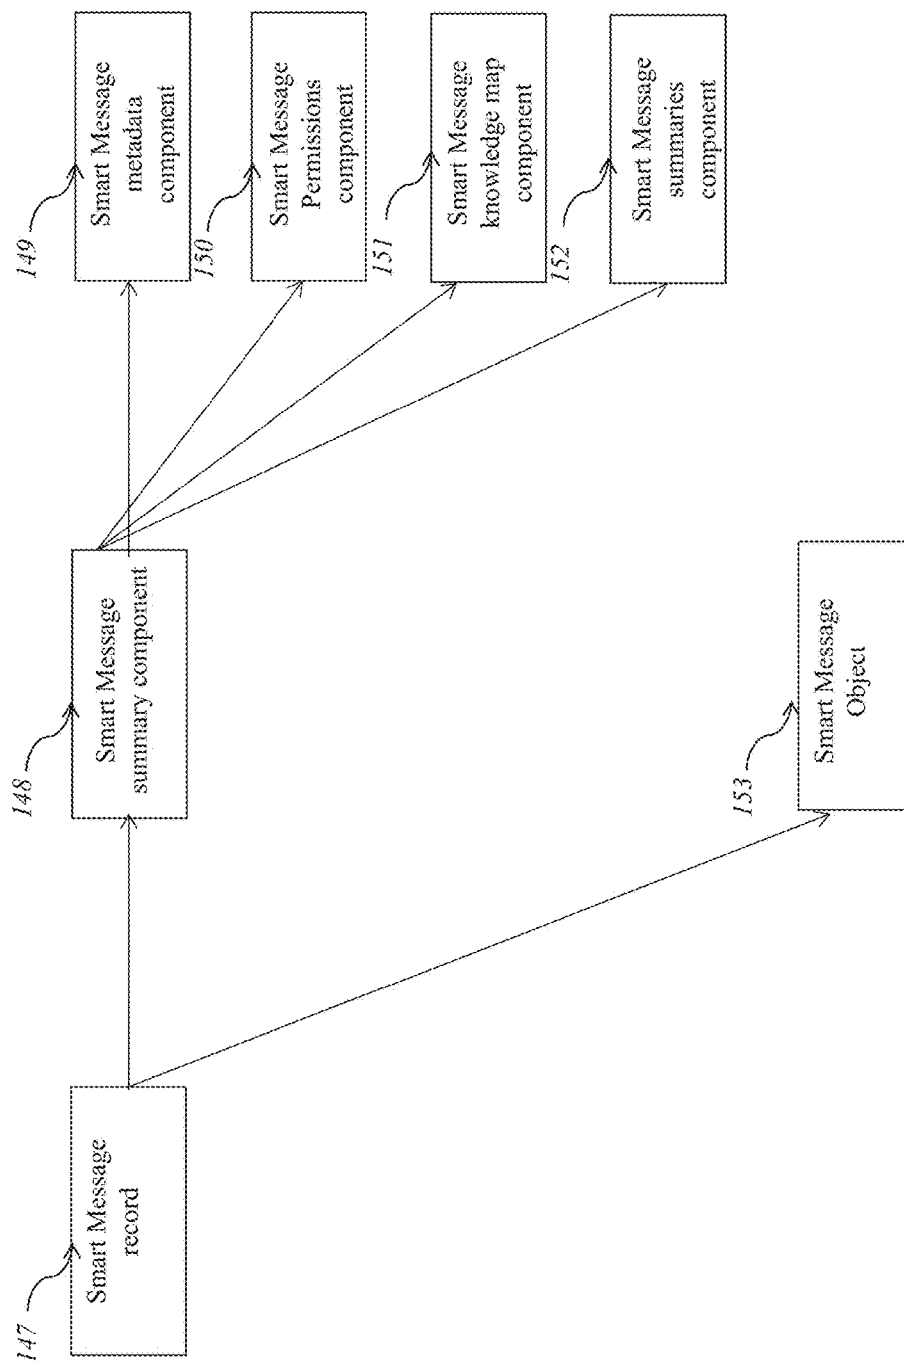 147
Smart Message
record
148
Smart Message
summary component
149
Smart Message
metadata
component
150
Smart Message
Permissions
component
151
Smart Message
knowledge map
component
152
Smart Message
summaries
component
153
Smart Message
Object